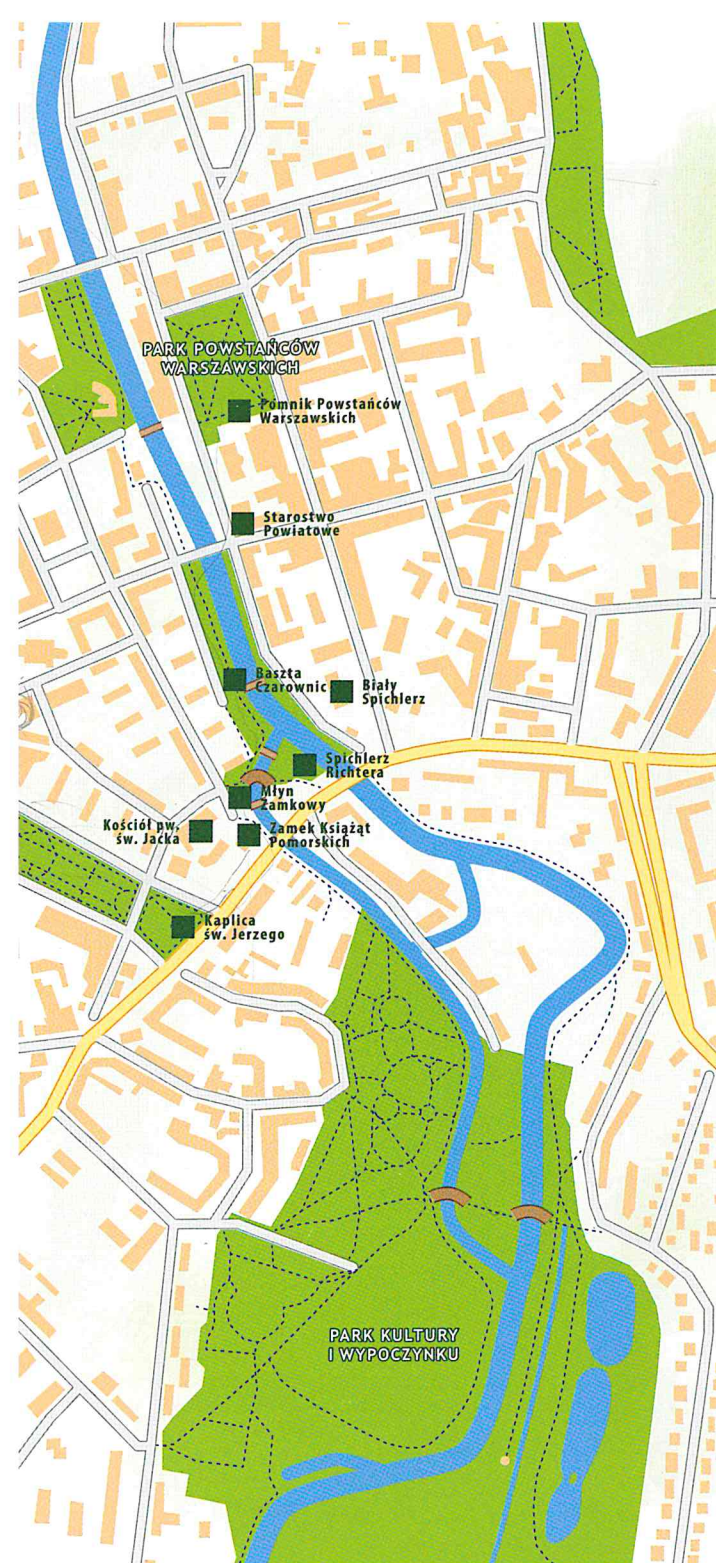 PARK POWSTAŃCÓW
WARSZAWSKICH
Pomnik Powstańców
Warszawskich
Starostwo
Powiatowe
Baszta
Czarownic
Biały
Spichlerz
Spichlerz
Richtera
Młyn
Zamkowy
Kościół pw.
św. Jacka
Zamek Książąt
Pomorskich
Kaplica
św. Jerzego
PARK KULTURY
I WYPOCZYNKU